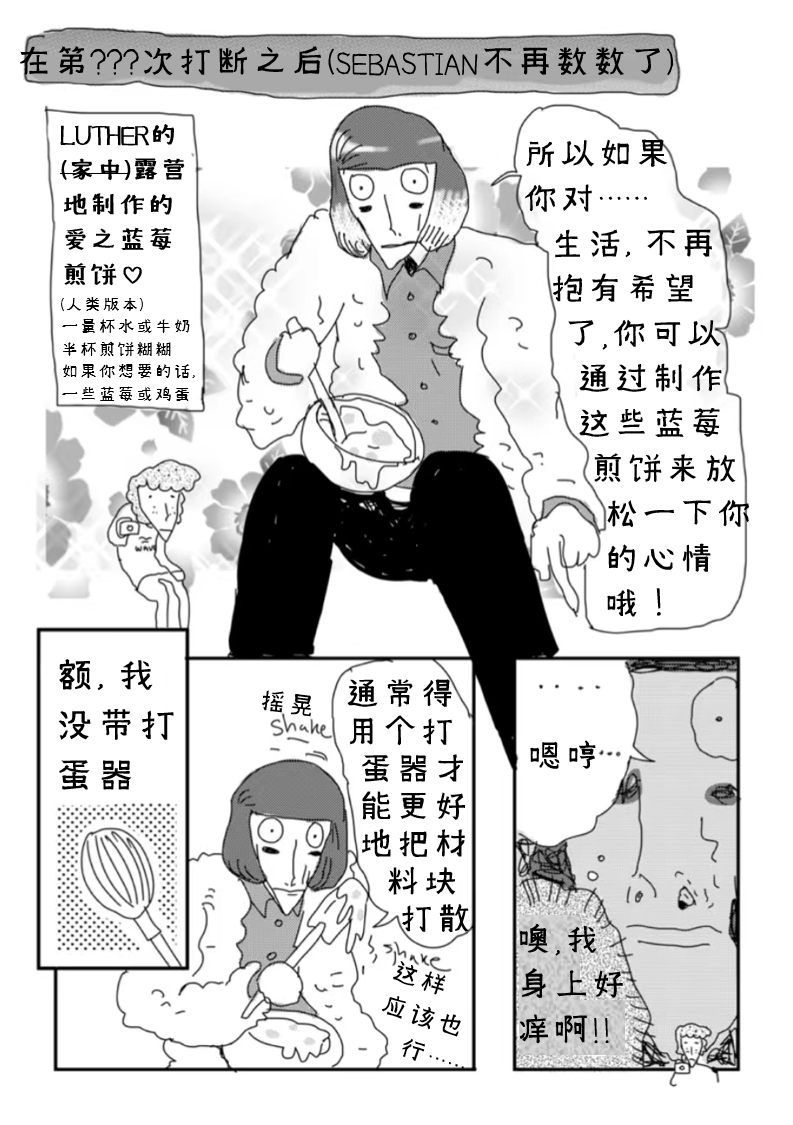 在第???次打断之后(SEBASTIAN不再数数了)
LUTHER的
(家中)露营
地制作的
爱之蓝莓
煎饼♡
(人类版本)
一量杯水或牛奶
半杯煎饼糊糊
如果你想要的话,
一些蓝莓或鸡蛋
所以如果
你对……
生活,不再
抱有希望
了,你可以
通过制作
这些蓝莓
煎饼来放
松一下你
的心情
哦!
WAVE
额,我
没带打
蛋器
摇晃
shake
通常得
用个打
蛋器才
能更好
地把材
料块
打散
shake
这样
应该也
行……
····
嗯哼…
噢,我
身上好
痒啊!!